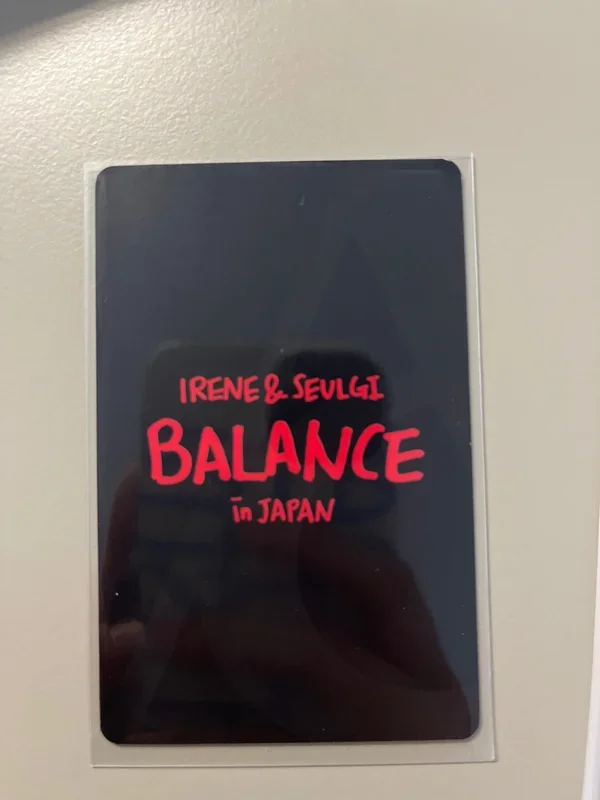 IRENE & SEULGI
BALANCE
in JAPAN